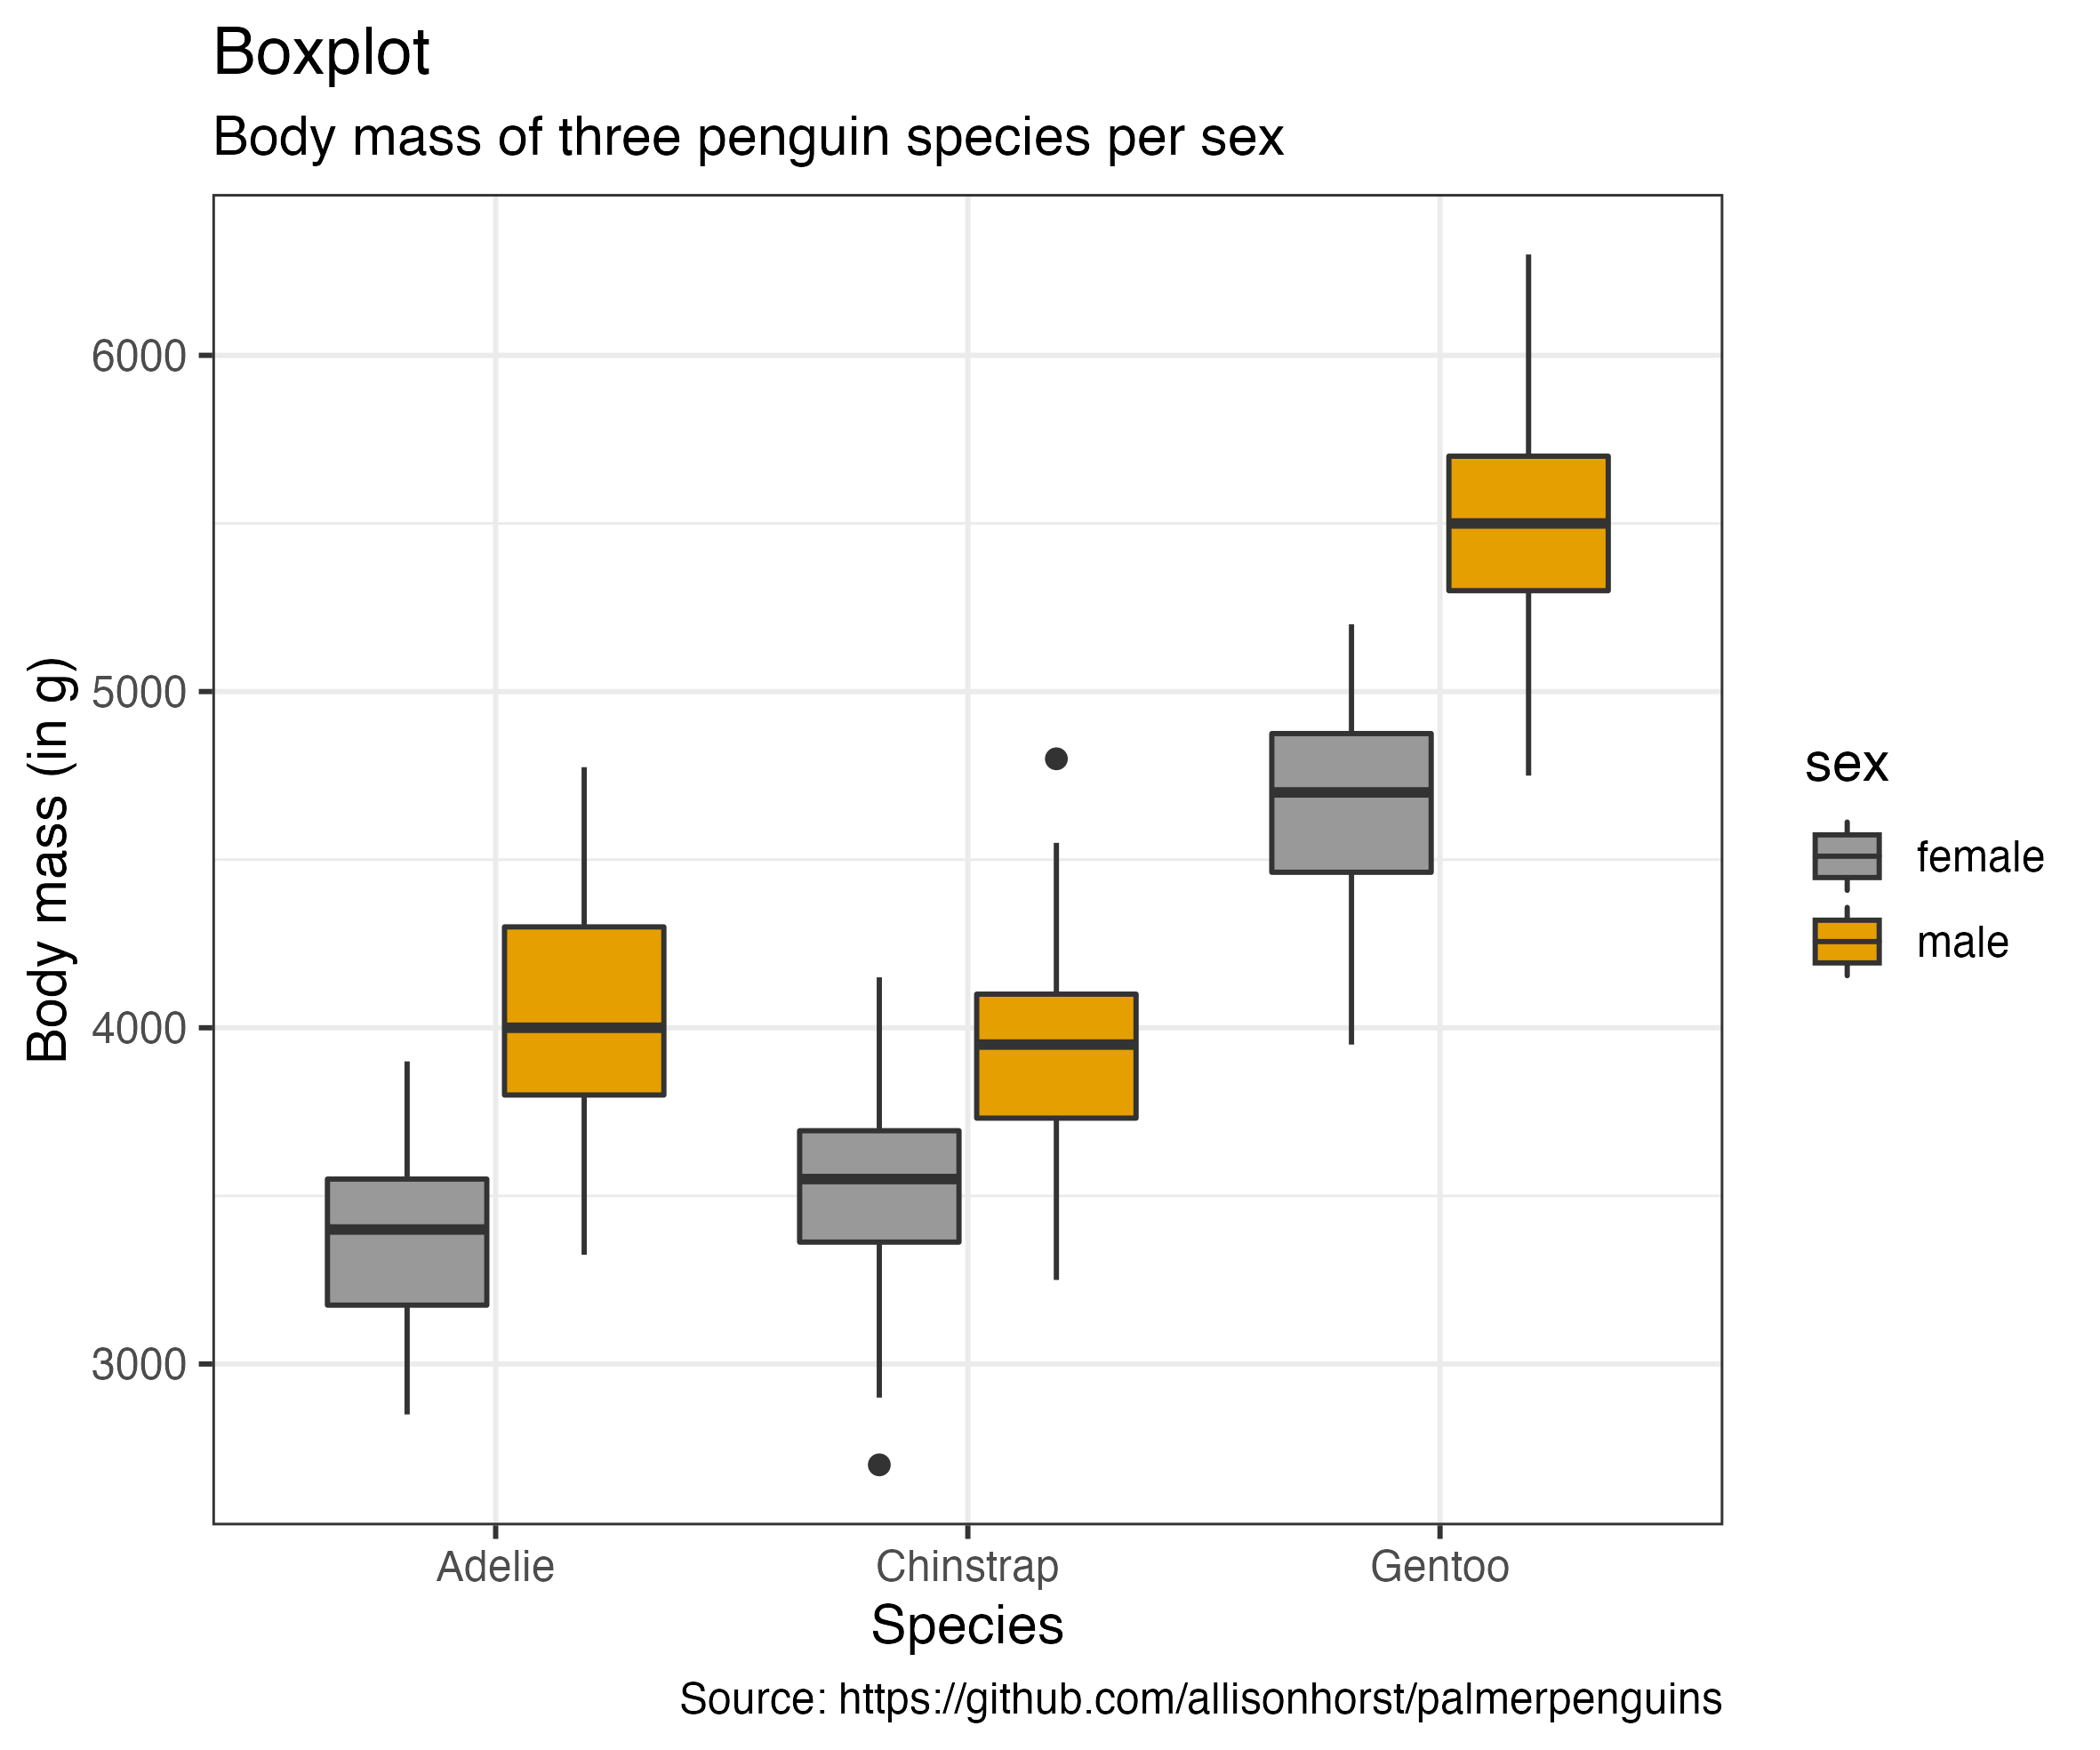 Boxplot
Body mass of three penguin species per sex
Body mass (in g)
6000
5000
4000
3000
Adelie
Chinstrap
Gentoo
Species
sex
female
male
Source: https://github.com/allisonhorst/palmerpenguins